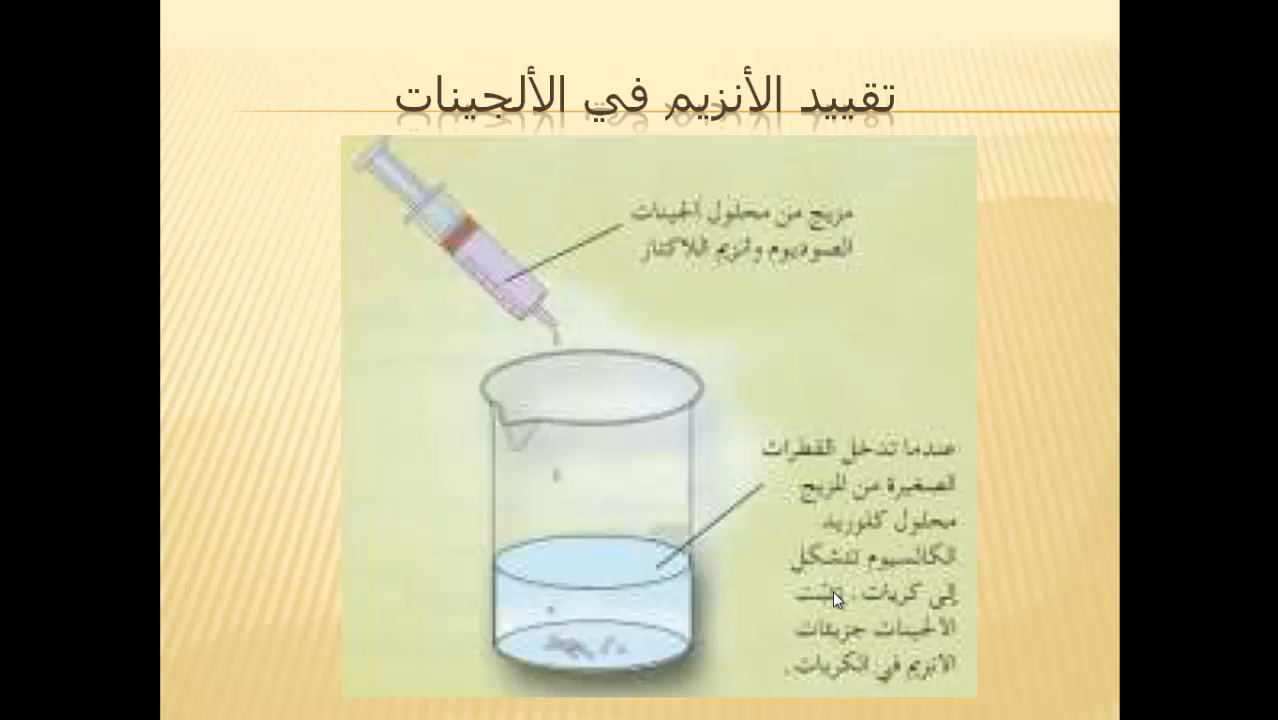 تقييد الأنزيم في الألجينات
مزيج من محلول ألجينات
الصوديوم وأنزيم اللاكتاز
عندما تدخل القطرات
الصغيرة من المزيج
محلول كلوريد
الكالسيوم تتشكل
إلى كريات . تثبت
الألجينات جزيئات
الأنزيم في الكريات .